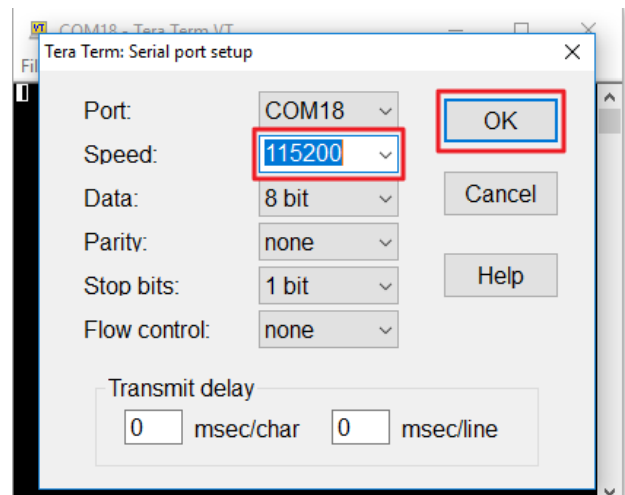 VT COM18 - Tera Term VT
Fil
Tera Term: Serial port setup
Port: COM18
OK
Speed: 115200
Data: 8 bit
Cancel
Parity: none
Stop bits: 1 bit
Help
Flow control: none
Transmit delay
0 msec/char 0 msec/line